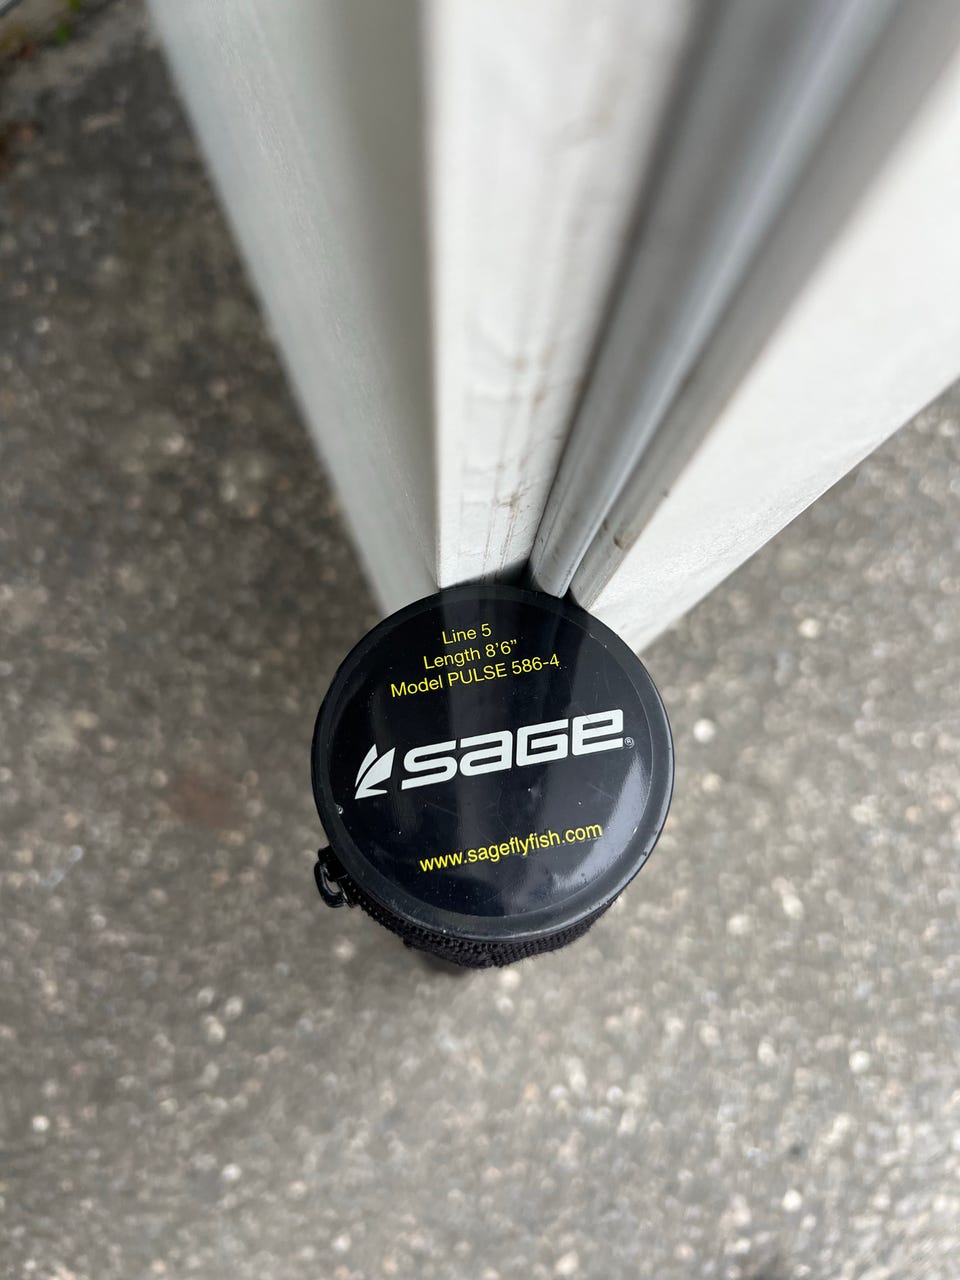 Line 5
Length 8'6"
Model PULSE 586-4
SAGE®
www.sageflyfish.com